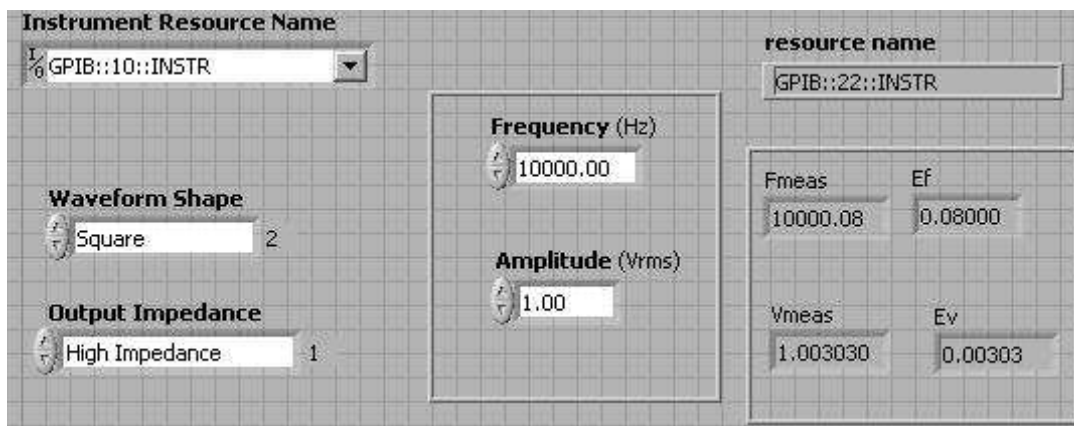 Instrument Resource Name
GPIB::10::INSTR
resource name
GPIB::22::INSTR
Frequency (Hz)
10000.00
Waveform Shape
Square 2
Amplitude (Vrms)
1.00
Output Impedance
High Impedance 1
Fmeas Ef
10000.08 0.08000
Vmeas Ev
1.003030 0.00303